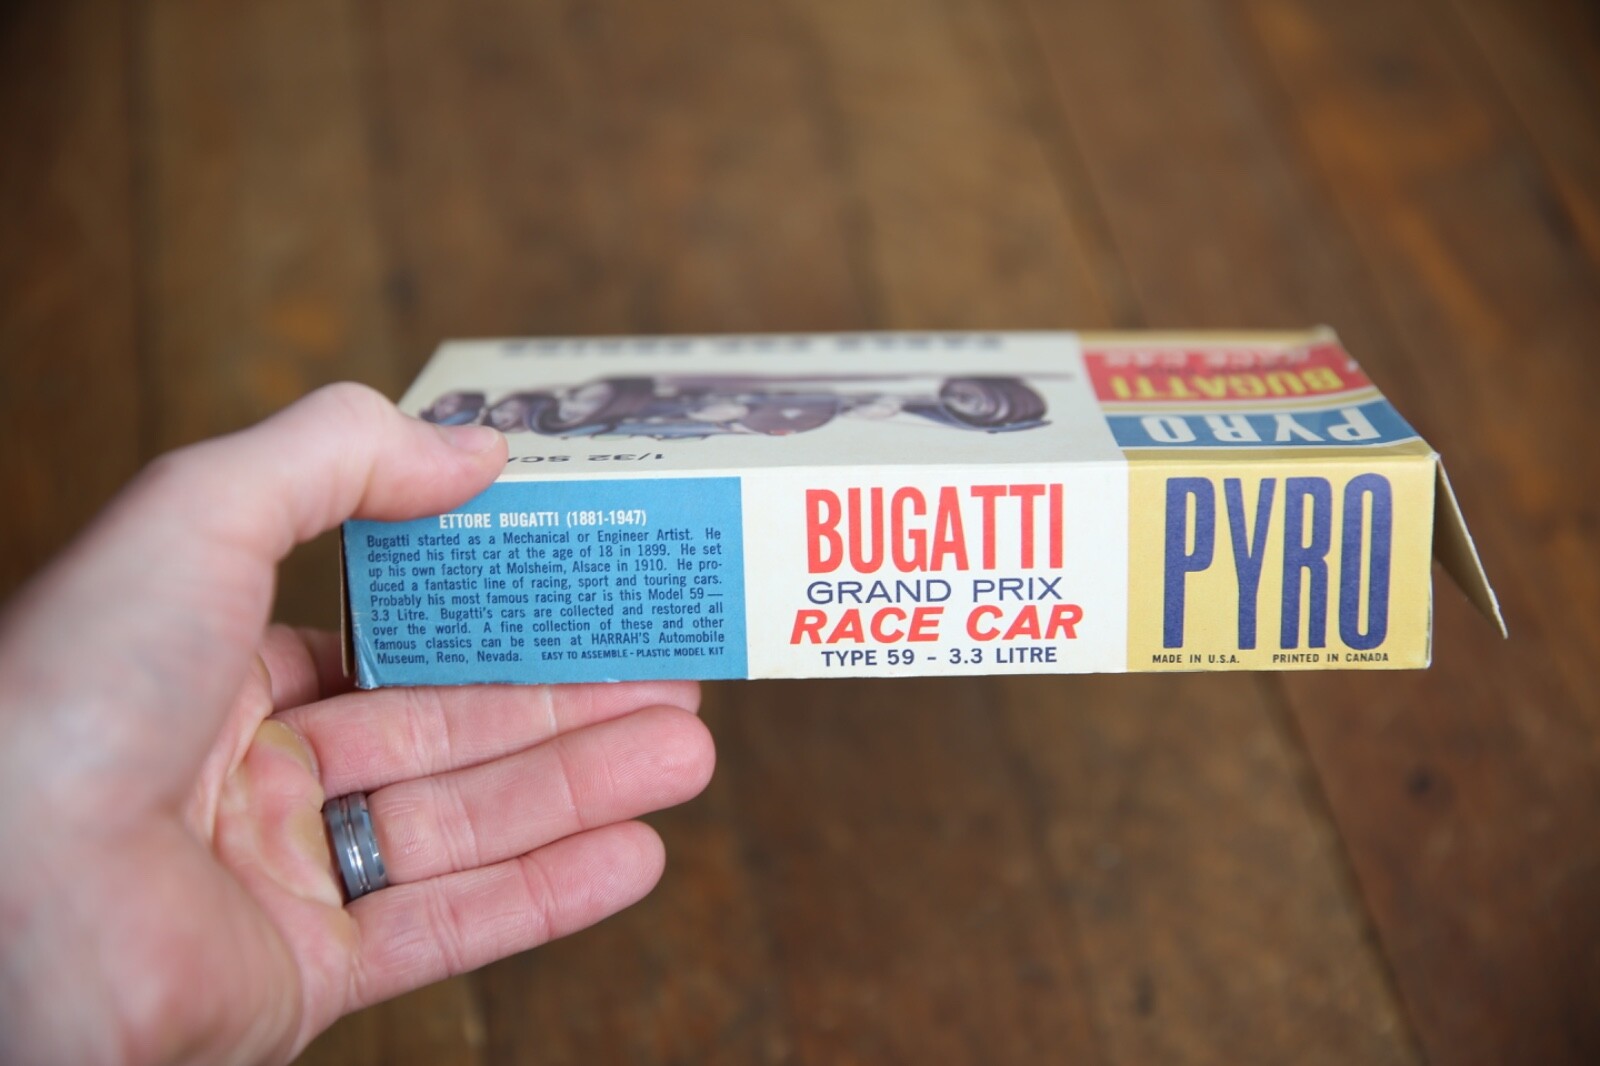 1/32
BUGATTI
PYRO
ETTORE BUGATTI (1881-1947)
Bugatti started as a Mechanical or Engineer Artist. He
designed his first car at the age of 18 in 1899. He set
up his own factory at Molsheim, Alsace in 1910. He pro-
duced a fantastic line of racing, sport and touring cars.
Probably his most famous racing car is this Model 59 —
3.3 Litre. Bugatti's cars are collected and restored all
over the world. A fine collection of these and other
famous classics can be seen at HARRAH'S Automobile
Museum, Reno, Nevada. EASY TO ASSEMBLE - PLASTIC MODEL KIT
BUGATTI
GRAND PRIX
RACE CAR
TYPE 59 - 3.3 LITRE
PYRO
MADE IN U.S.A. PRINTED IN CANADA